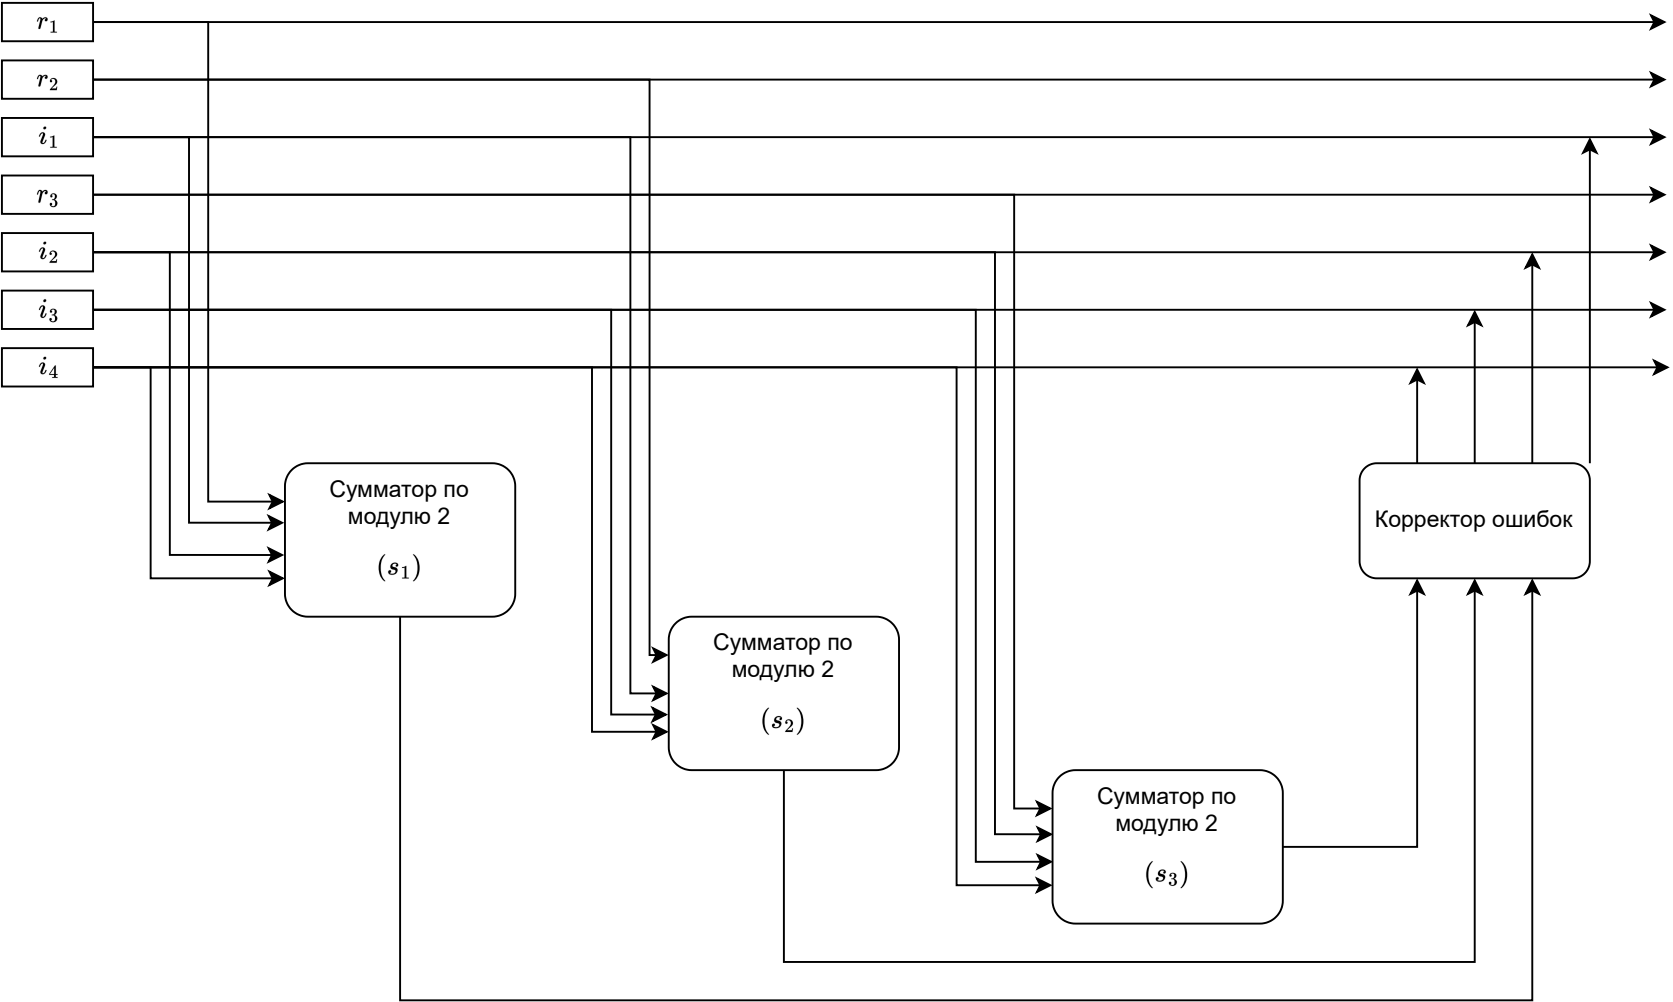 r₁
r₂
i₁
r₃
i₂
i₃
i₄
Сумматор по
модулю 2
(s₁)
Корректор ошибок
Сумматор по
модулю 2
(s₂)
Сумматор по
модулю 2
(s₃)